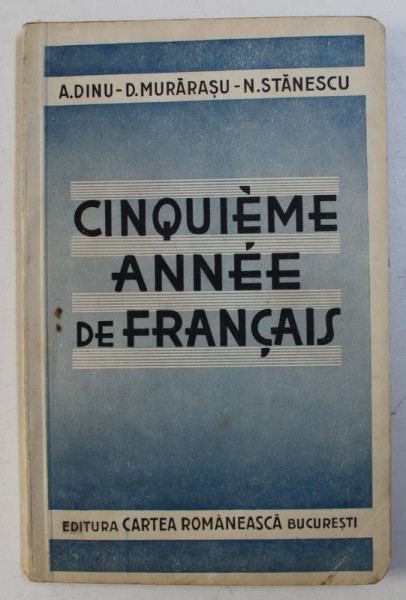 A.DINU-D.MURĂRAȘU-N.STĂNESCU
CINQUIÈME
ANNÉE
DE FRANÇAIS
EDITURA CARTEA ROMÂNEASCĂ BUCUREȘTI